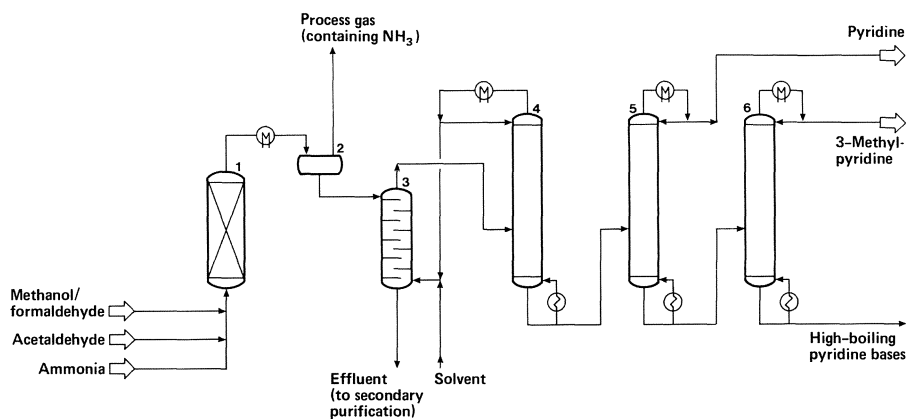 Process gas
(containing NH₃)
Pyridine
M
M
M
M
1
2
3
4
5
6
3–Methyl-
pyridine
Methanol/
formaldehyde
Acetaldehyde
Ammonia
Effluent
(to secondary
purification)
Solvent
High–boiling
pyridine bases